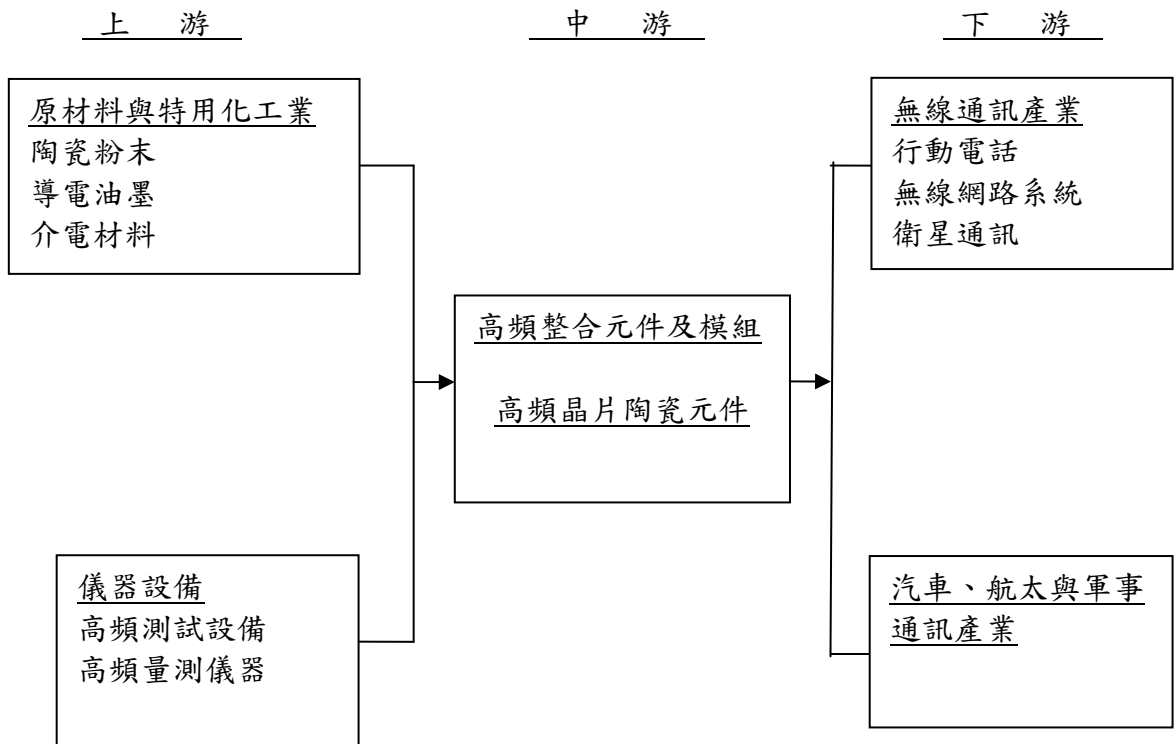 上 游
中 游
下 游
原材料與特用化工業
陶瓷粉末
導電油墨
介電材料
儀器設備
高頻測試設備
高頻量測儀器
高頻整合元件及模組
高頻晶片陶瓷元件
無線通訊產業
行動電話
無線網路系統
衛星通訊
汽車、航太與軍事
通訊產業